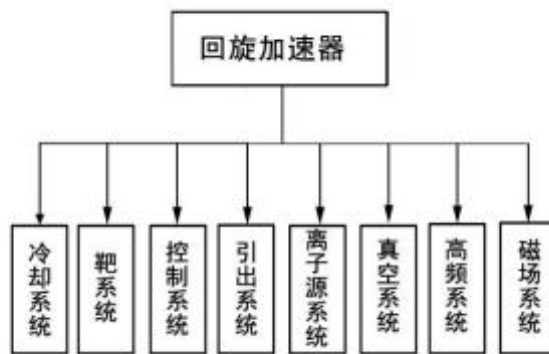 回旋加速器
冷却系统
靶系统
控制系统
引出系统
离子源系统
真空系统
高频系统
磁场系统